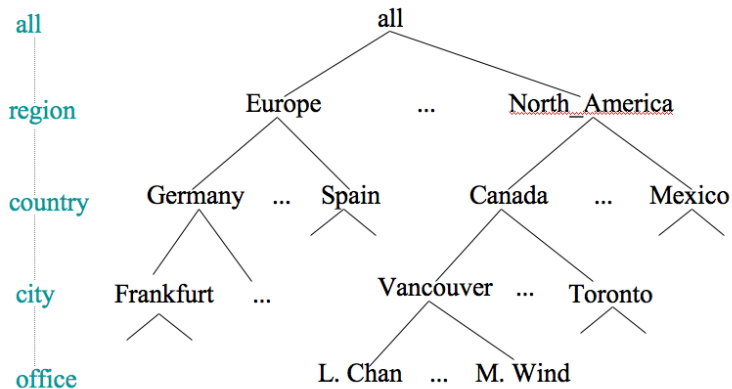 all all
region Europe ... North_America
country Germany ... Spain Canada ... Mexico
city Frankfurt ... Vancouver ... Toronto
office L. Chan ... M. Wind